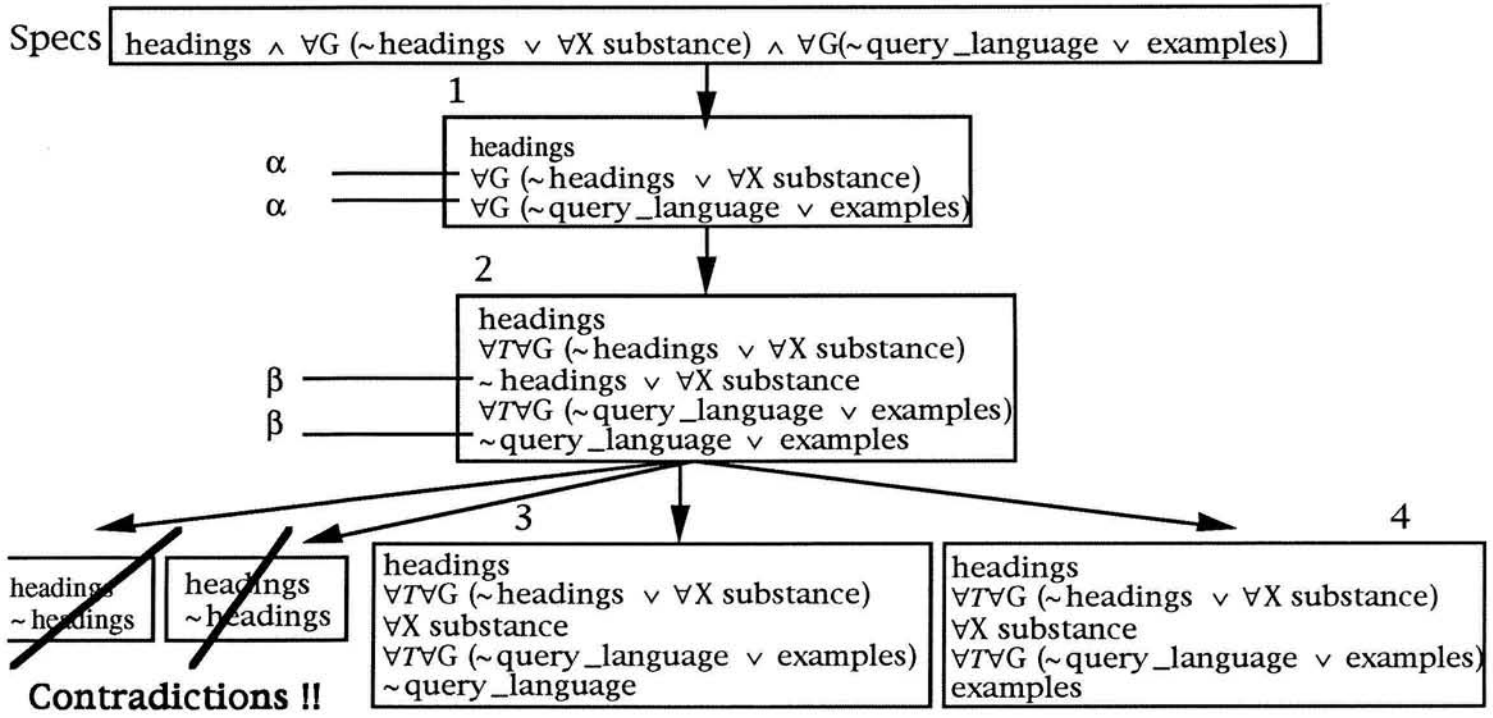 Specs
headings ∧ ∀G (~headings ∨ ∀X substance) ∧ ∀G(~query_language ∨ examples)
1
headings
α
∀G (~headings ∨ ∀X substance)
α
∀G (~query_language ∨ examples)
2
headings
∀T∀G (~headings ∨ ∀X substance)
β
~headings ∨ ∀X substance
∀T∀G (~query_language ∨ examples)
β
~query_language ∨ examples
headings
~headings
headings
~headings
Contradictions !!
3
headings
∀T∀G (~headings ∨ ∀X substance)
∀X substance
∀T∀G (~query_language ∨ examples)
~query_language
4
headings
∀T∀G (~headings ∨ ∀X substance)
∀X substance
∀T∀G (~query_language ∨ examples)
examples